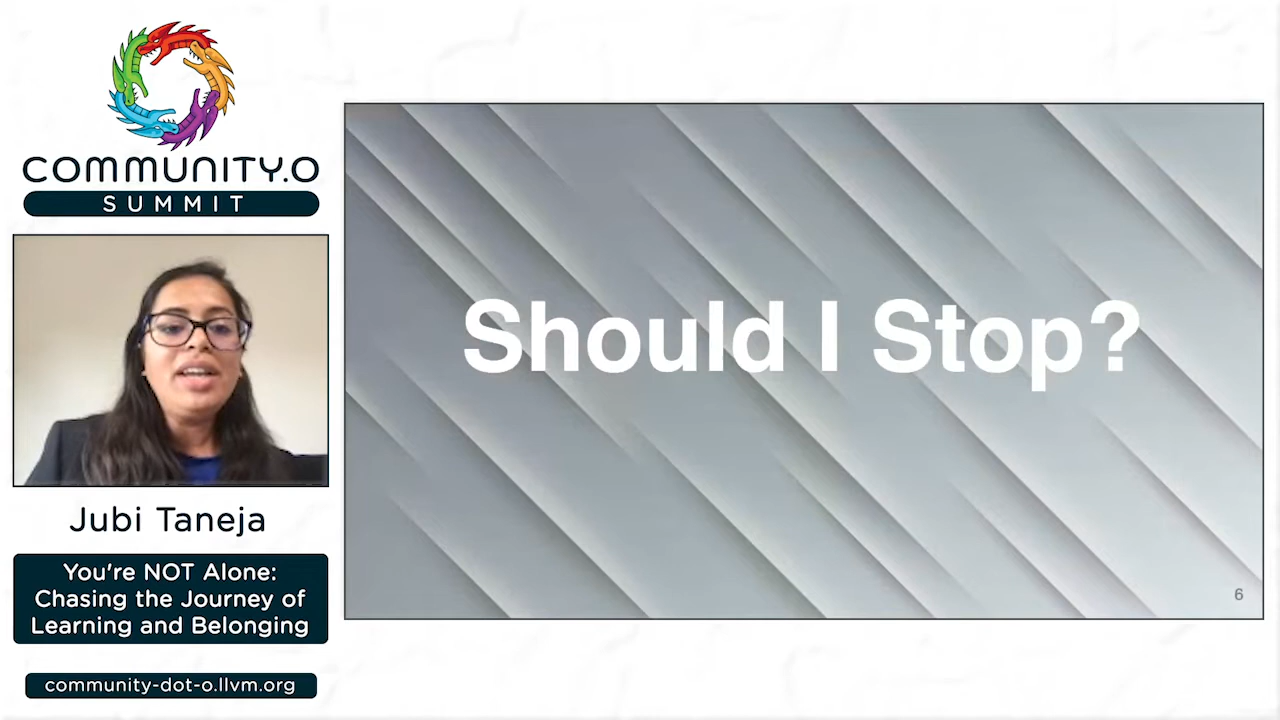 COMMUNITY.O
SUMMIT
Should I Stop?
6
Jubi Taneja
You're NOT Alone:
Chasing the Journey of
Learning and Belonging
community-dot-o.llvm.org